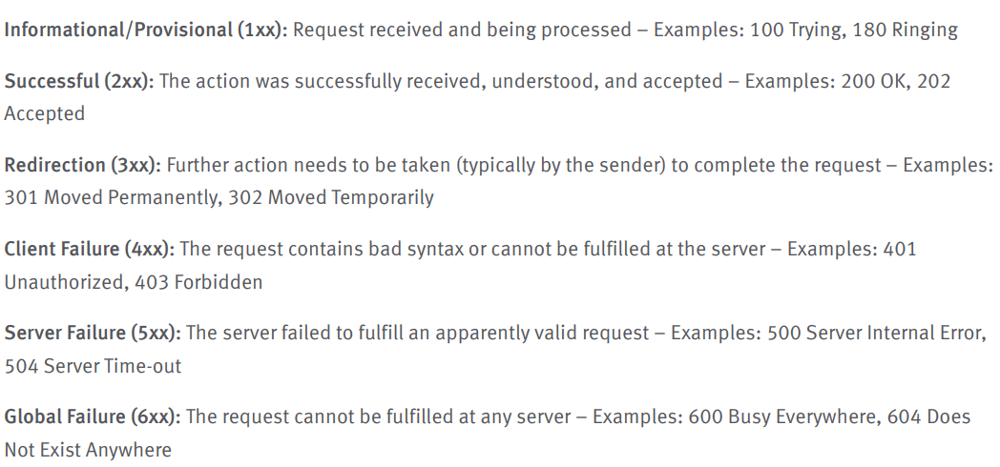 Informational/Provisional (1xx): Request received and being processed – Examples: 100 Trying, 180 Ringing
Successful (2xx): The action was successfully received, understood, and accepted – Examples: 200 OK, 202
Accepted
Redirection (3xx): Further action needs to be taken (typically by the sender) to complete the request – Examples:
301 Moved Permanently, 302 Moved Temporarily
Client Failure (4xx): The request contains bad syntax or cannot be fulfilled at the server – Examples: 401
Unauthorized, 403 Forbidden
Server Failure (5xx): The server failed to fulfill an apparently valid request – Examples: 500 Server Internal Error,
504 Server Time-out
Global Failure (6xx): The request cannot be fulfilled at any server – Examples: 600 Busy Everywhere, 604 Does
Not Exist Anywhere